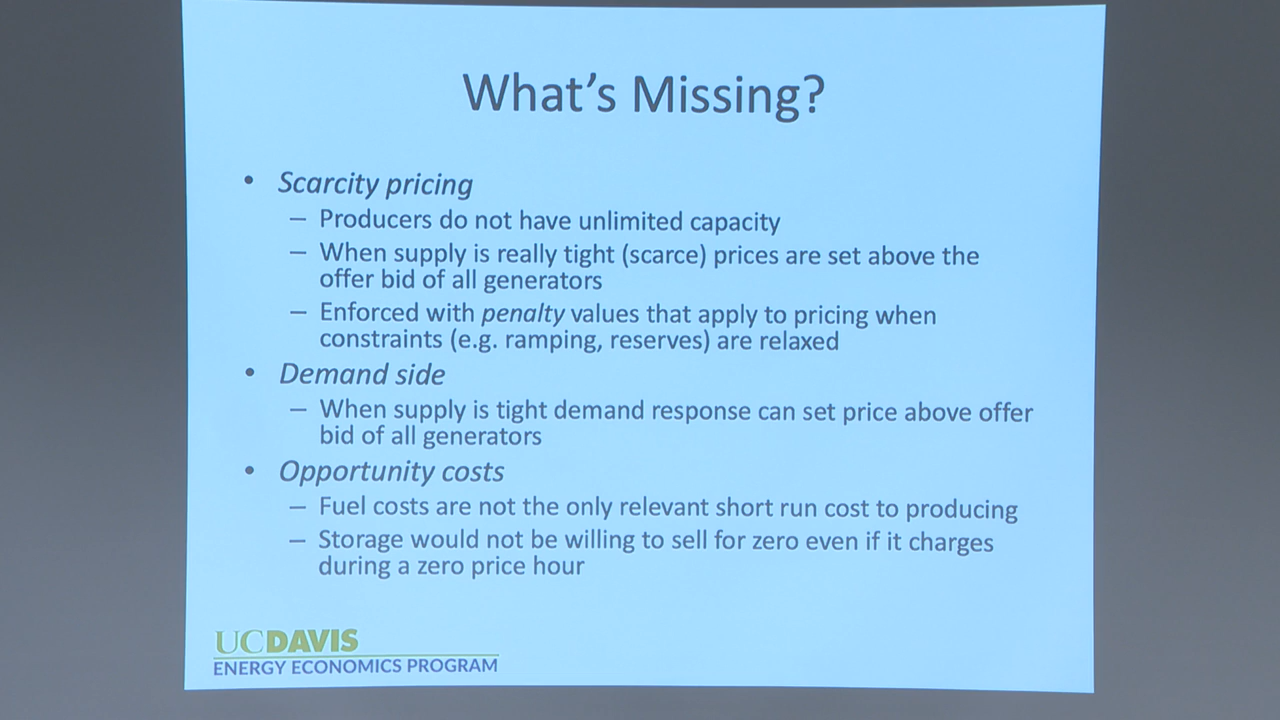 What's Missing?
• Scarcity pricing
– Producers do not have unlimited capacity
– When supply is really tight (scarce) prices are set above the
offer bid of all generators
– Enforced with penalty values that apply to pricing when
constraints (e.g. ramping, reserves) are relaxed
• Demand side
– When supply is tight demand response can set price above offer
bid of all generators
• Opportunity costs
– Fuel costs are not the only relevant short run cost to producing
– Storage would not be willing to sell for zero even if it charges
during a zero price hour
UCDAVIS
ENERGY ECONOMICS PROGRAM